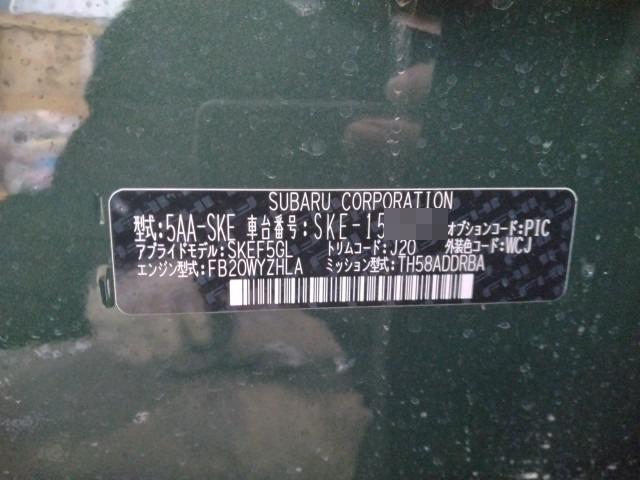 SUBARU CORPORATION
型式:5AA-SKE 車台番号:SKE-15 オプションコード:PIC
アプライドモデル:SKEF5GL トリムコード:J20 外装色コード:WCJ
エンジン型式:FB20WYZHLA ミッション型式:TH58ADDRBA